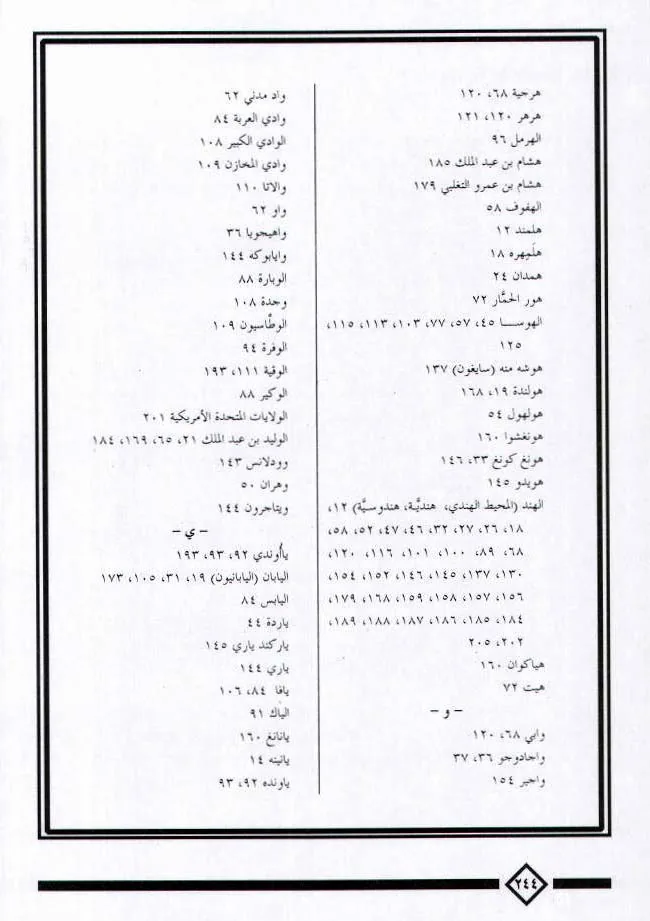 هرجية ٦٨، ١٢٠
هرهر ١٢٠، ١٢١
الهرمل ٩٦
هشام بن عبد الملك ١٨٥
هشام بن عمرو التغلبي ١٧٩
الهفوف ٥٨
هلمند ١٢
هلَمِهره ١٨
همدان ٢٤
هور الحمَّار ٧٢
الهوسـا ٤٥، ٥٧، ٧٧، ١٠٣، ١١٣، ١١٥،
١٢٥
هوشه منه (سايغون) ١٣٧
هولندة ١٩، ١٦٨
هولهول ٥٤
هونغشوا ١٦٠
هونغ كونغ ٣٣، ١٤٦
هويدو ١٤٥
الهند (المحيط الهندي، هنديَّة، هندوسيَّة) ١٢،
١٨، ٢٦، ٢٧، ٣٢، ٤٦، ٤٧، ٥٢، ٥٨،
٦٨، ٨٩، ١٠٠، ١٠١، ١١٦، ١٢٠،
١٣٠، ١٣٧، ١٤٥، ١٤٦، ١٥٢، ١٥٤،
١٥٦، ١٥٧، ١٥٨، ١٥٩، ١٦٨، ١٧٩،
١٨٤، ١٨٥، ١٨٦، ١٨٧، ١٨٨، ١٨٩،
٢٠٢، ٢٠٥
هياكوان ١٦٠
هيت ٧٢
- و -
وابي ٦٨، ١٢٠
واجادوجو ٣٦، ٣٧
واجير ١٥٤
واد مدني ٦٢
وادي العربة ٨٤
الوادي الكبير ١٠٨
وادي المخازن ١٠٩
والاتا ١١٠
واو ٦٢
واهيجويا ٣٦
وايابوكه ١٤٤
الوبارة ٨٨
وجدة ١٠٨
الوطَّاسيون ١٠٩
الوفرة ٩٤
الوقية ١١١، ١٩٣
الوكير ٨٨
الولايات المتحدة الأمريكية ٢٠١
الوليد بن عبد الملك ٢١، ٦٥، ١٦٩، ١٨٤
وودلانس ١٤٣
وهران ٥٠
ويتاجرون ١٤٤
- ي -
ياأوندي ٩٢، ٩٣، ١٩٣
اليابان (اليابانيون) ١٩، ٣١، ١٠٥، ١٧٣
اليابس ٨٤
ياردة ٤٤
ياركند ياري ١٤٥
ياري ١٤٤
يافا ٨٤، ١٠٦
الياك ٩١
يانانغ ١٦٠
يانينه ١٤
ياونده ٩٢، ٩٣
٢٤٤